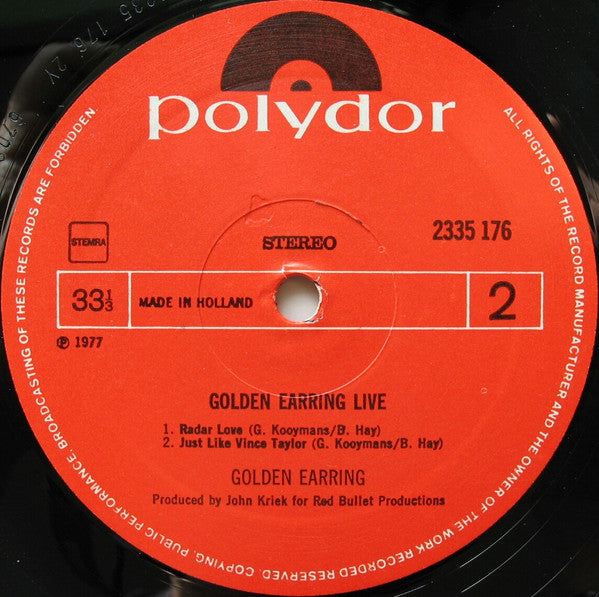 polydor
STEMRA
STEREO
2335 176
33⅓
MADE IN HOLLAND
2
℗ 1977
GOLDEN EARRING LIVE
1. Radar Love (G. Kooymans/B. Hay)
2. Just Like Vince Taylor (G. Kooymans/B. Hay)
GOLDEN EARRING
Produced by John Kriek for Red Bullet Productions
ALL RIGHTS OF THE RECORD MANUFACTURER AND THE OWNER OF THE WORK RECORDED RESERVED. COPYING, PUBLIC PERFORMANCE, BROADCASTING OF THESE RECORDS ARE FORBIDDEN.